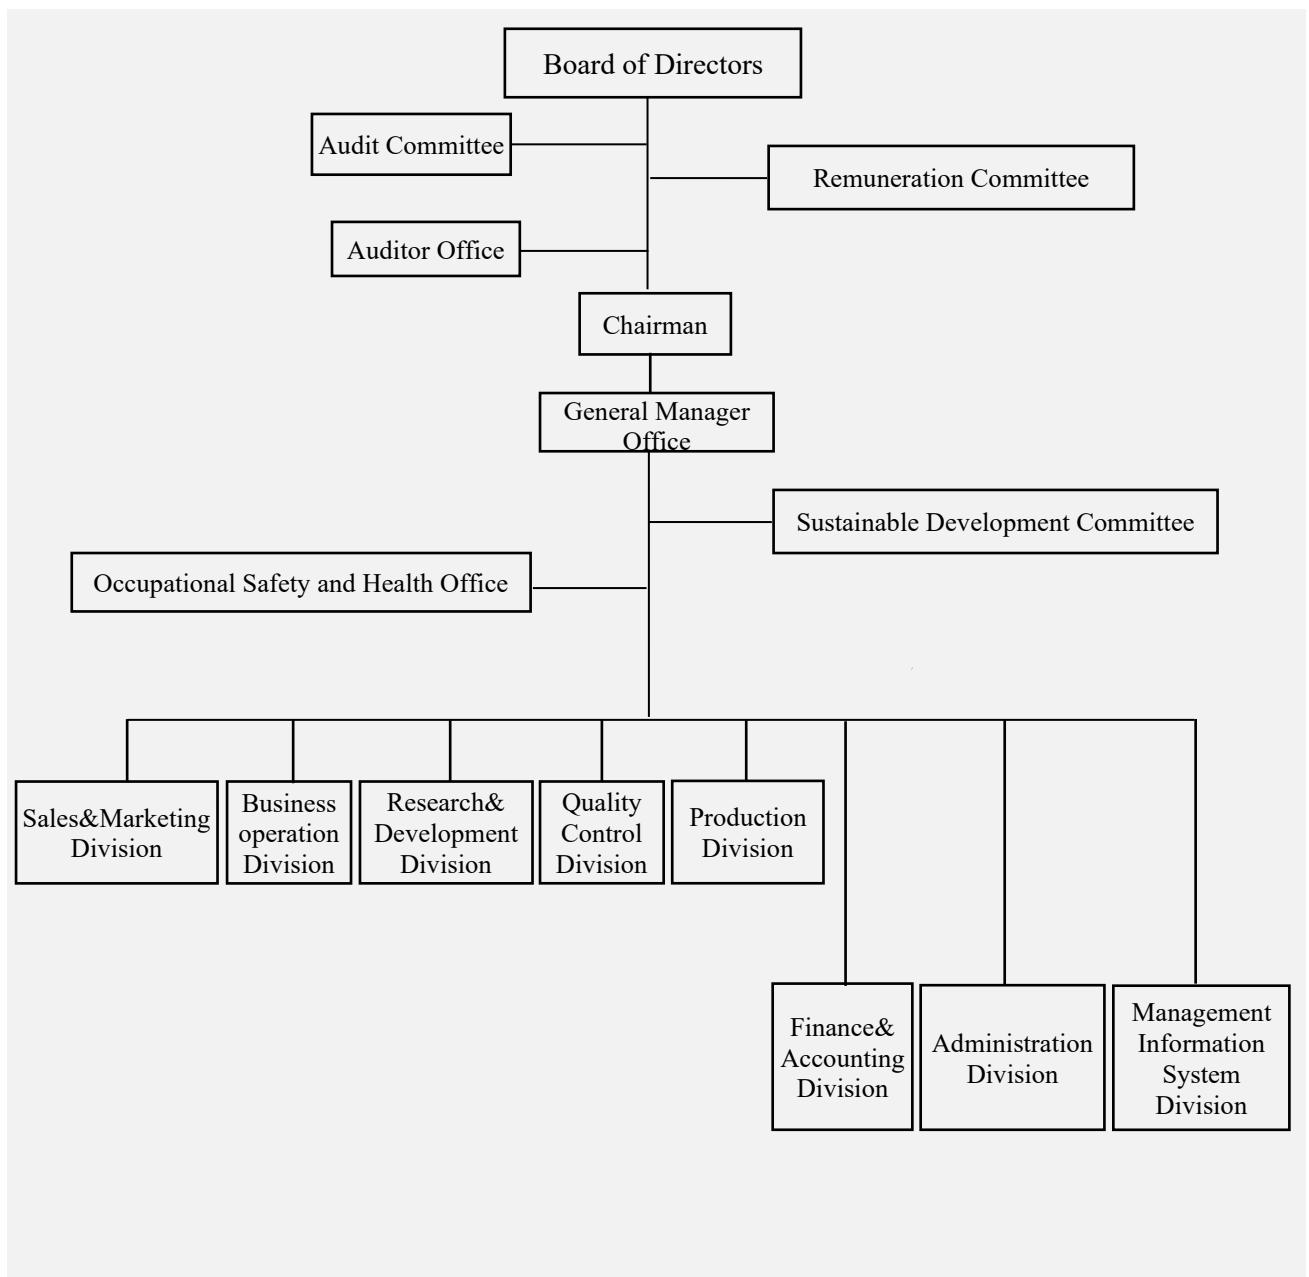 Board of Directors
Audit Committee
Remuneration Committee
Auditor Office
Chairman
General Manager
Office
Sustainable Development Committee
Occupational Safety and Health Office
Sales&Marketing
Division
Business
operation
Division
Research&
Development
Division
Quality
Control
Division
Production
Division
Finance&
Accounting
Division
Administration
Division
Management
Information
System
Division